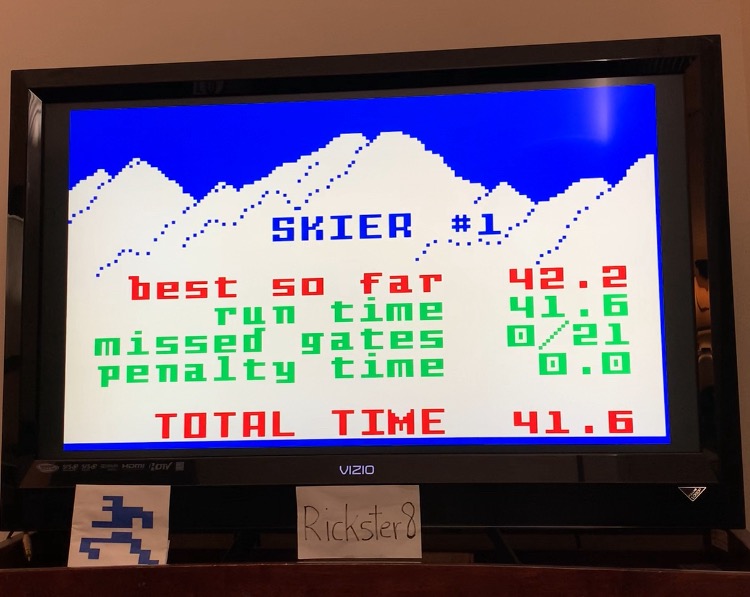 SKIER #1
best so far 42.2
run time 41.6
missed gates 0/21
penalty time 0.0
TOTAL TIME 41.6
HDMI
VIZIO
Rickster8